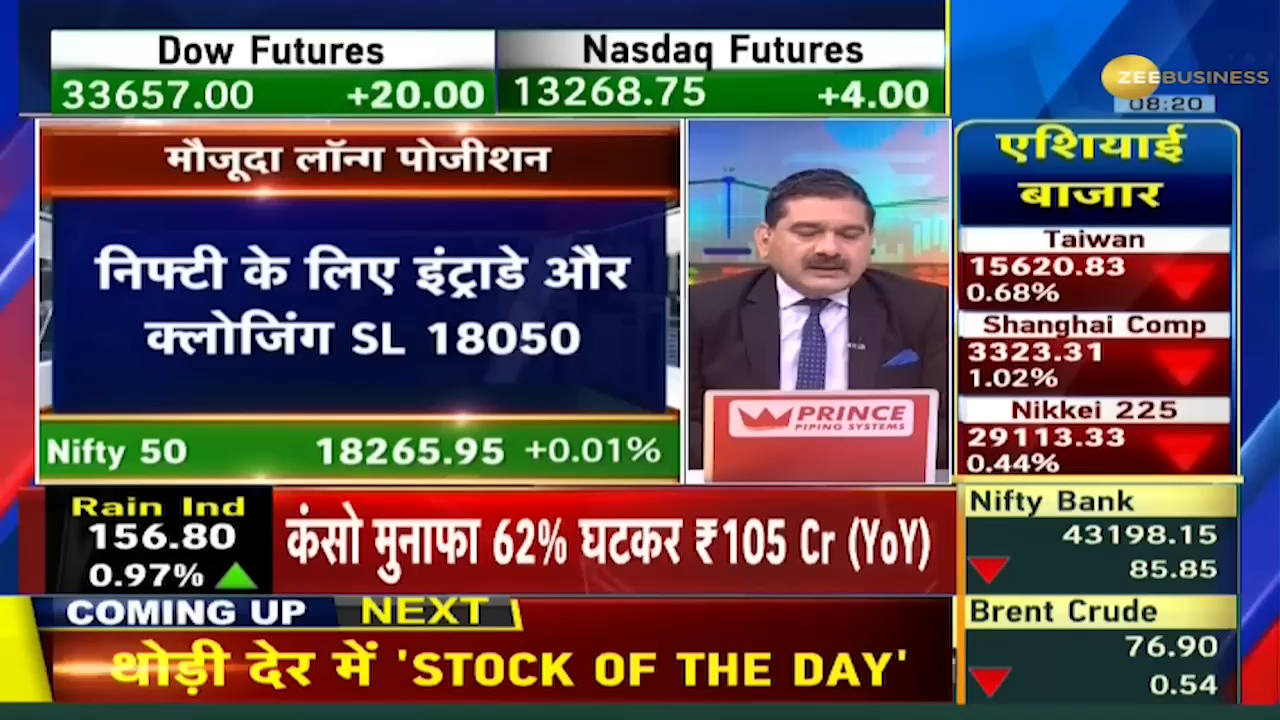 Dow Futures
33657.00 +20.00
Nasdaq Futures
13268.75 +4.00
ZEEBUSINESS
08:20
मौजूदा लॉन्ग पोजीशन
निफ्टी के लिए इंट्राडे और
क्लोजिंग SL 18050
Nifty 50 18265.95 +0.01%
PRINCE
PIPING SYSTEMS
एशियाई
बाजार
Taiwan
15620.83
0.68%
Shanghai Comp
3323.31
1.02%
Nikkei 225
29113.33
0.44%
Nifty Bank
43198.15
85.85
Brent Crude
76.90
0.54
Rain Ind
156.80
0.97%
कंसो मुनाफा 62% घटकर ₹105 Cr (YoY)
COMING UP NEXT
थोड़ी देर में 'STOCK OF THE DAY'